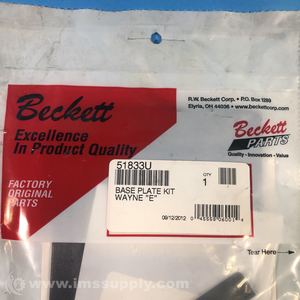 R.W. Beckett Corp. • P.O. Box 1289
Elyria, OH 44036 • www.beckettcorp.com
Beckett
Excellence
In Product Quality
Beckett
PARTS
Quality - Innovation - Value
51833U
QTY
1
BASE PLATE KIT
WAYNE "E"
09/12/2012
FACTORY
ORIGINAL
PARTS
Tear Here
www.imssupply.com